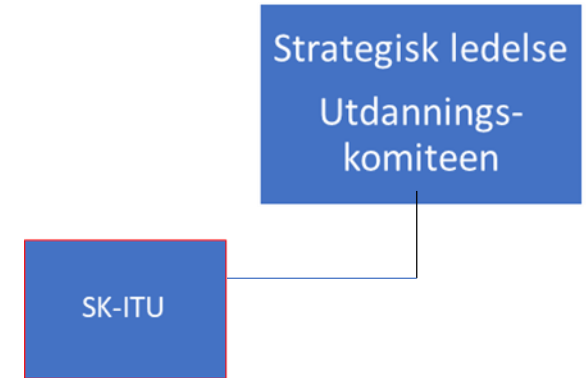 Strategisk ledelse
Utdannings-
komiteen
SK-ITU